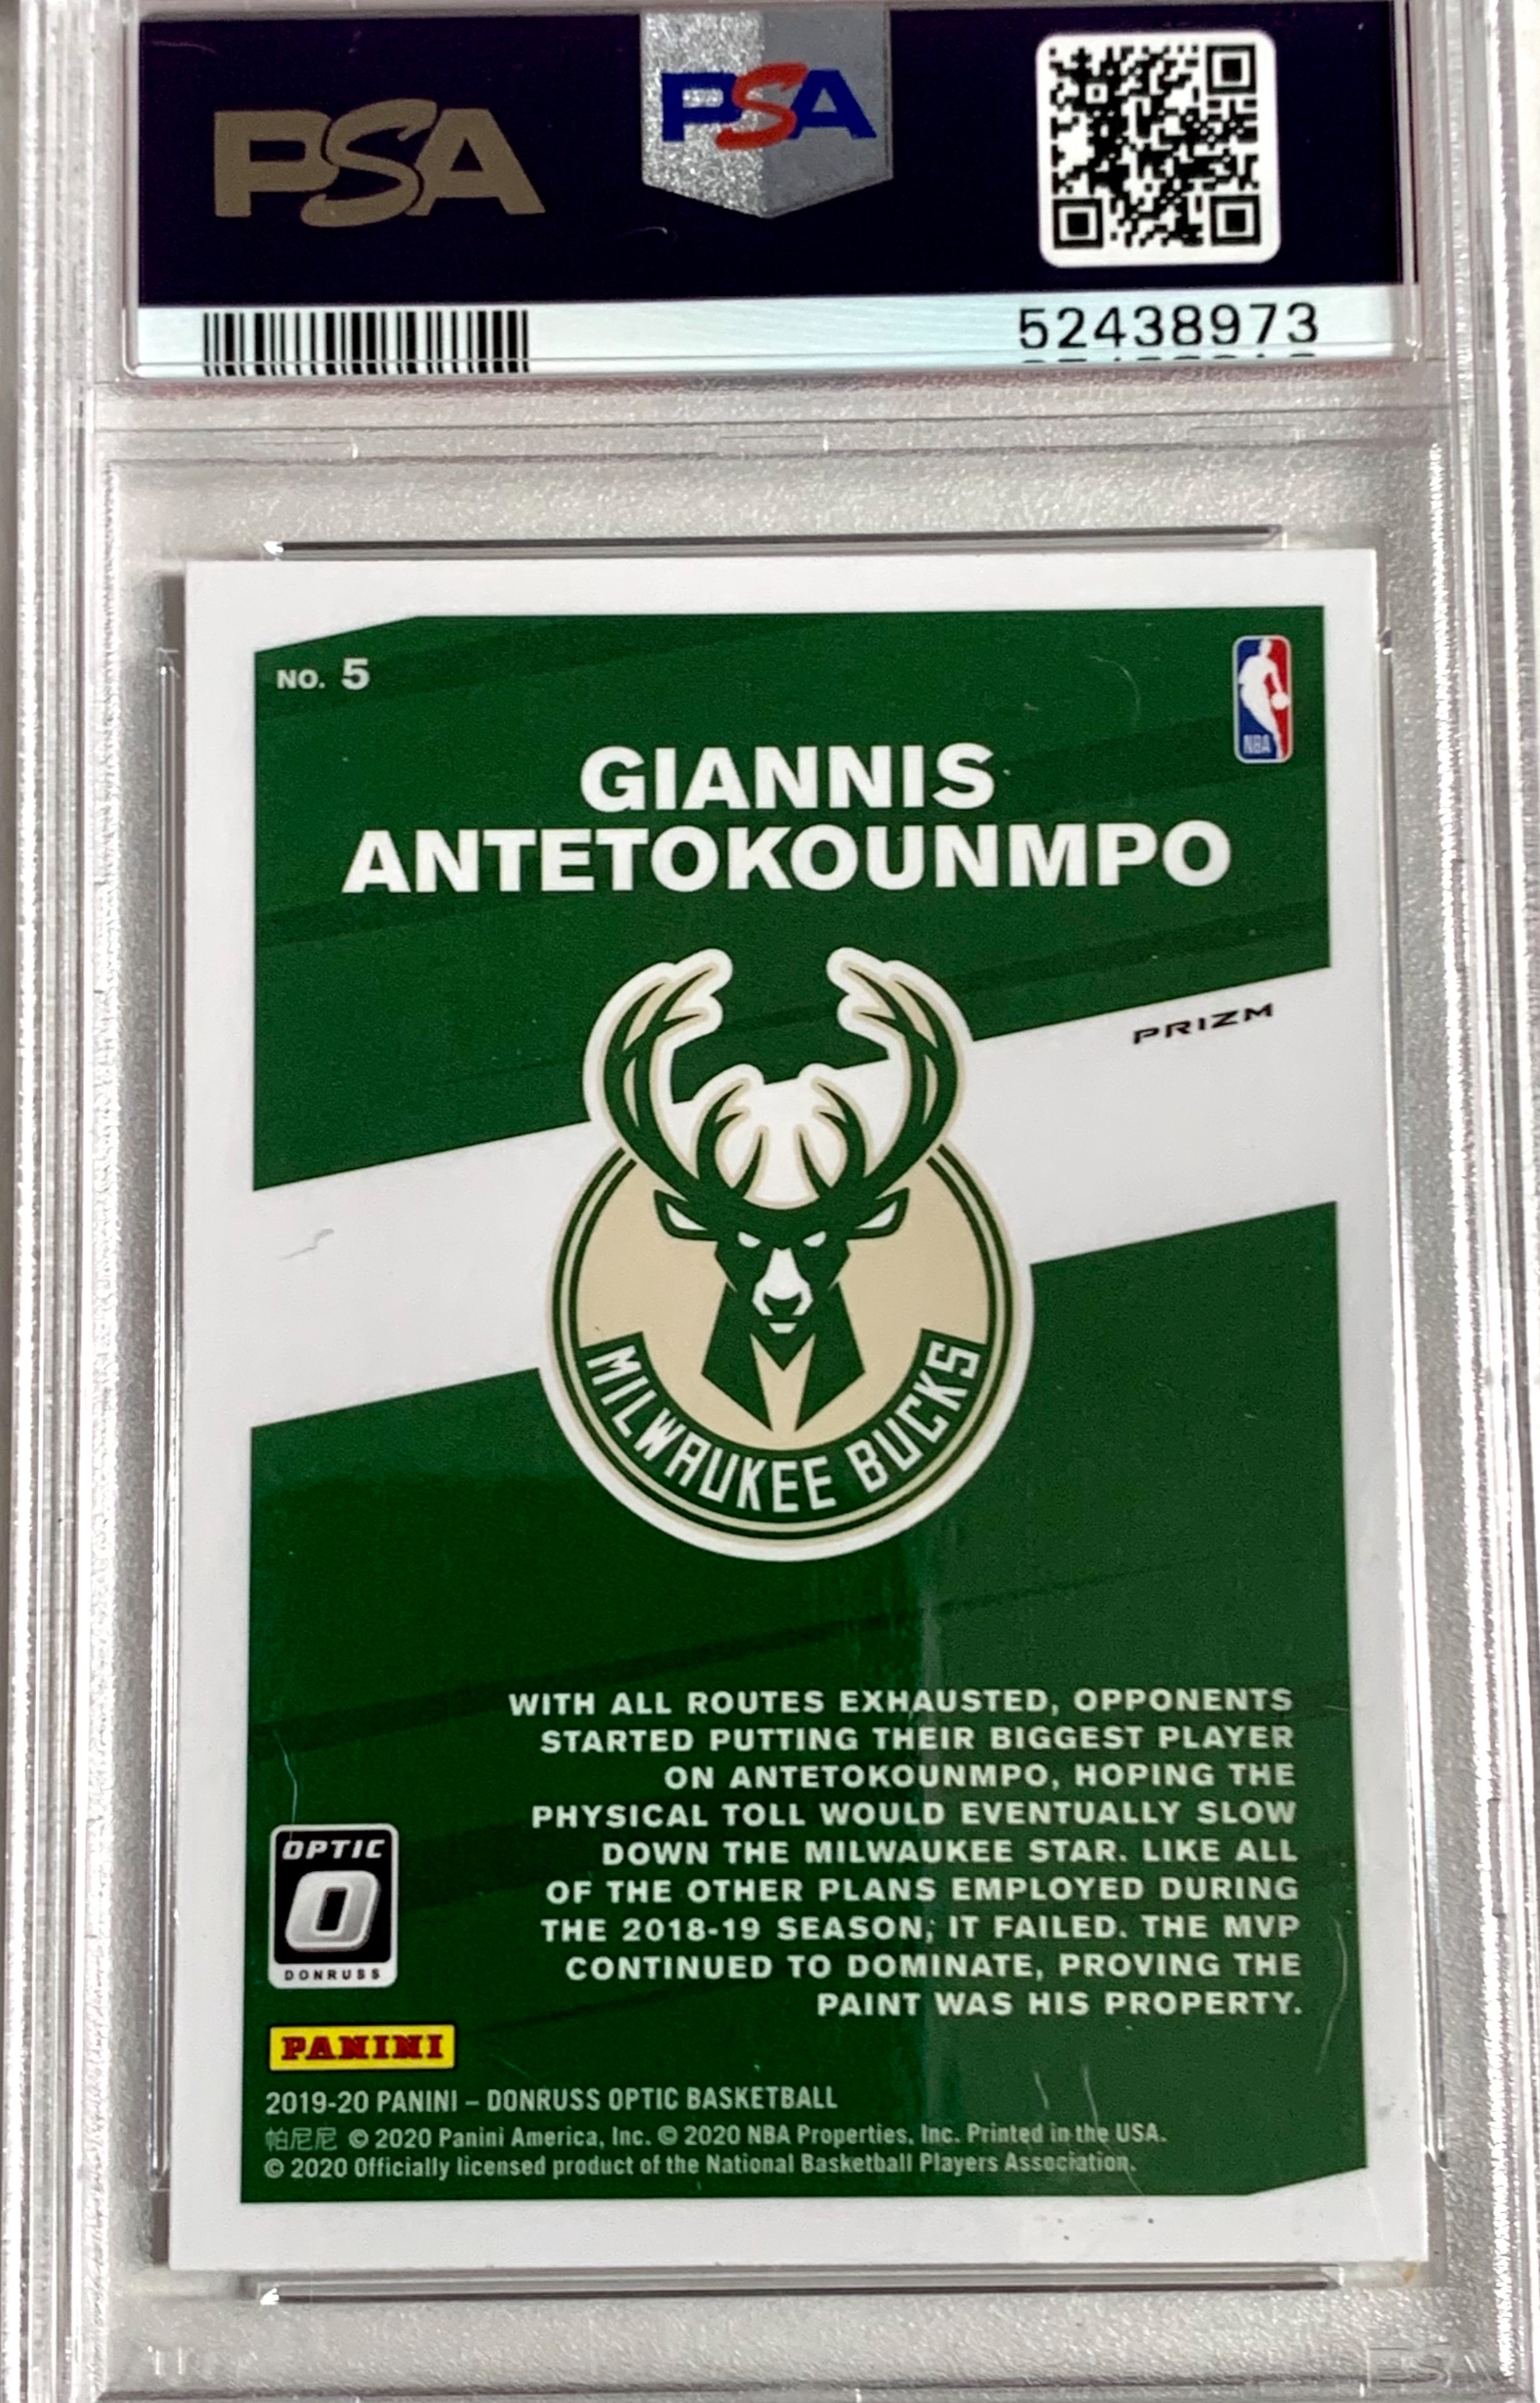 PSA
PSA
52438973
NO. 5
NBA
GIANNIS
ANTETOKOUNMPO
PRIZM
MILWAUKEE BUCKS
WITH ALL ROUTES EXHAUSTED, OPPONENTS
STARTED PUTTING THEIR BIGGEST PLAYER
ON ANTETOKOUNMPO, HOPING THE
PHYSICAL TOLL WOULD EVENTUALLY SLOW
DOWN THE MILWAUKEE STAR. LIKE ALL
OF THE OTHER PLANS EMPLOYED DURING
THE 2018-19 SEASON, IT FAILED. THE MVP
CONTINUED TO DOMINATE, PROVING THE
PAINT WAS HIS PROPERTY.
OPTIC
O
DONRUSS
PANINI
2019-20 PANINI – DONRUSS OPTIC BASKETBALL
帕尼尼 © 2020 Panini America, Inc. © 2020 NBA Properties, Inc. Printed in the USA.
© 2020 Officially licensed product of the National Basketball Players Association.